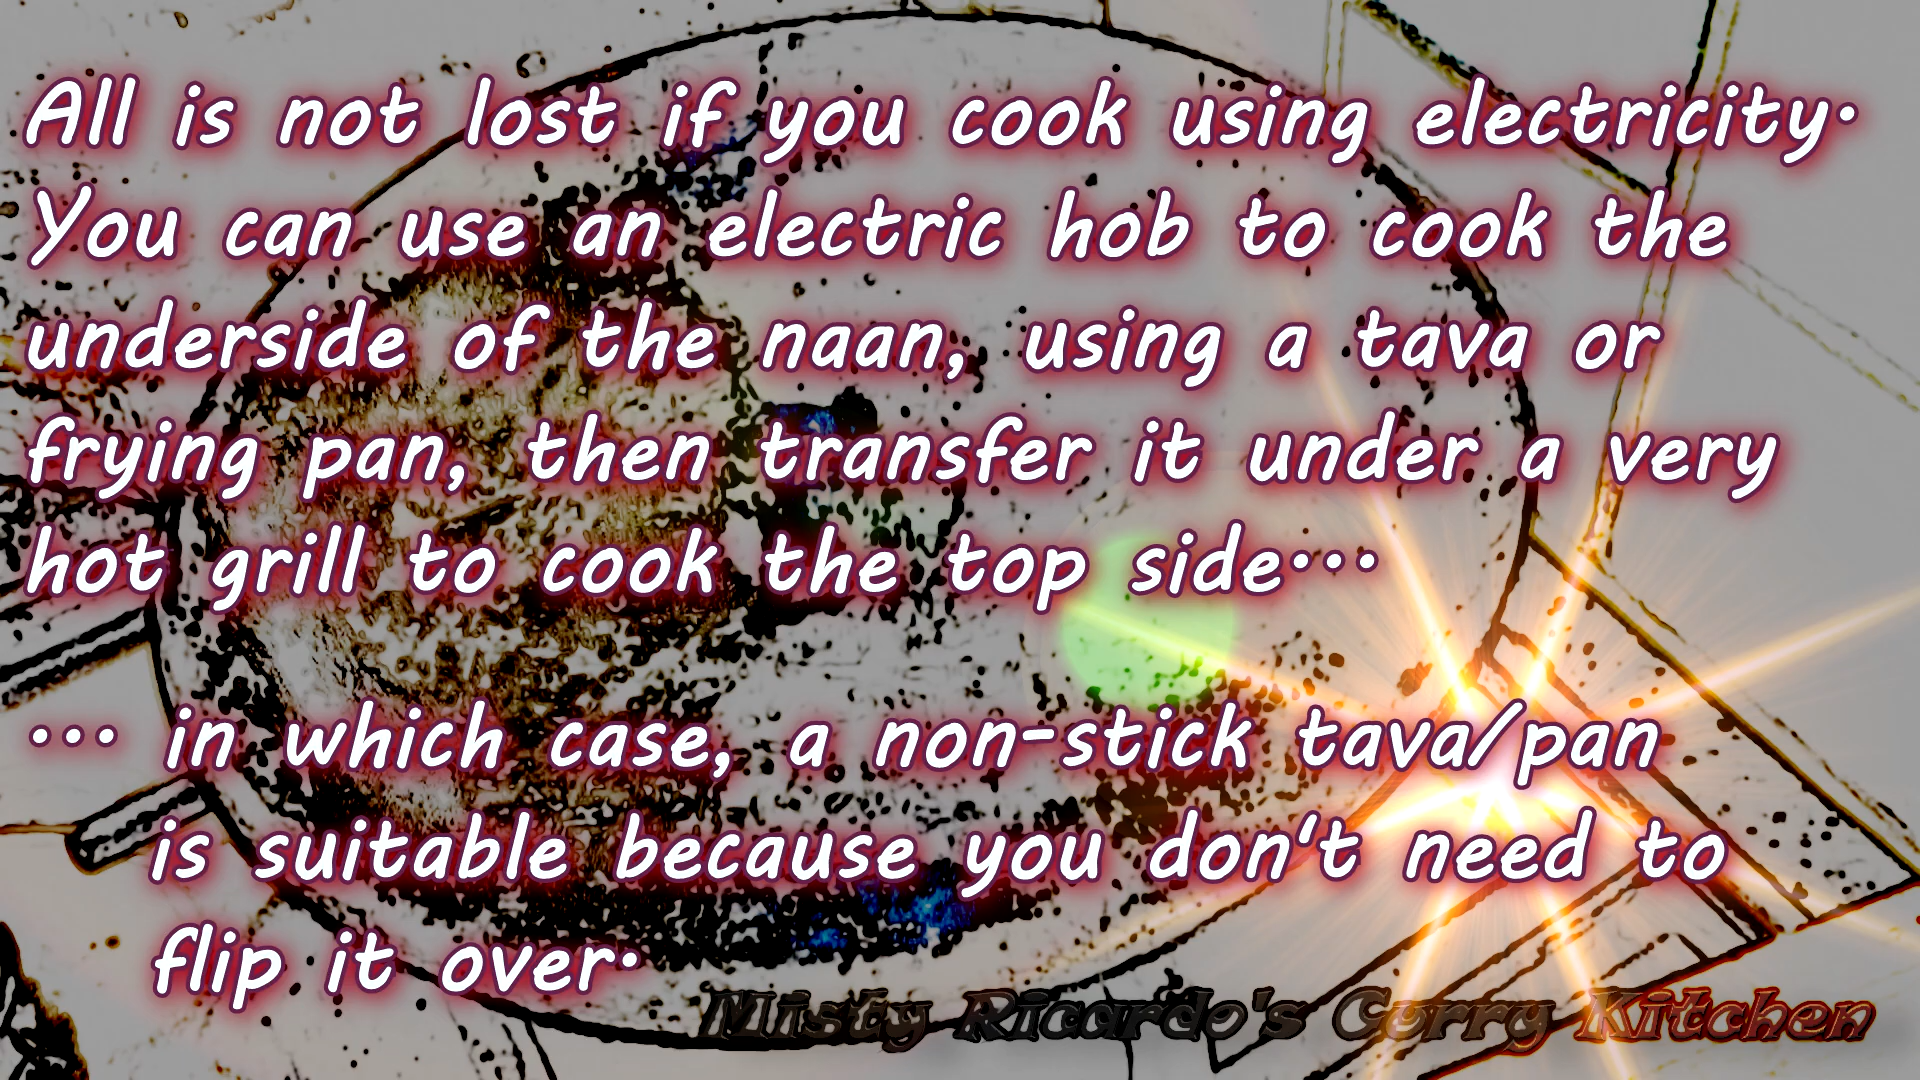 All is not lost if you cook using electricity.
You can use an electric hob to cook the
underside of the naan, using a tava or
frying pan, then transfer it under a very
hot grill to cook the top side...
... in which case, a non-stick tava/pan
is suitable because you don't need to
flip it over.
Misty Ricardo's Curry Kitchen